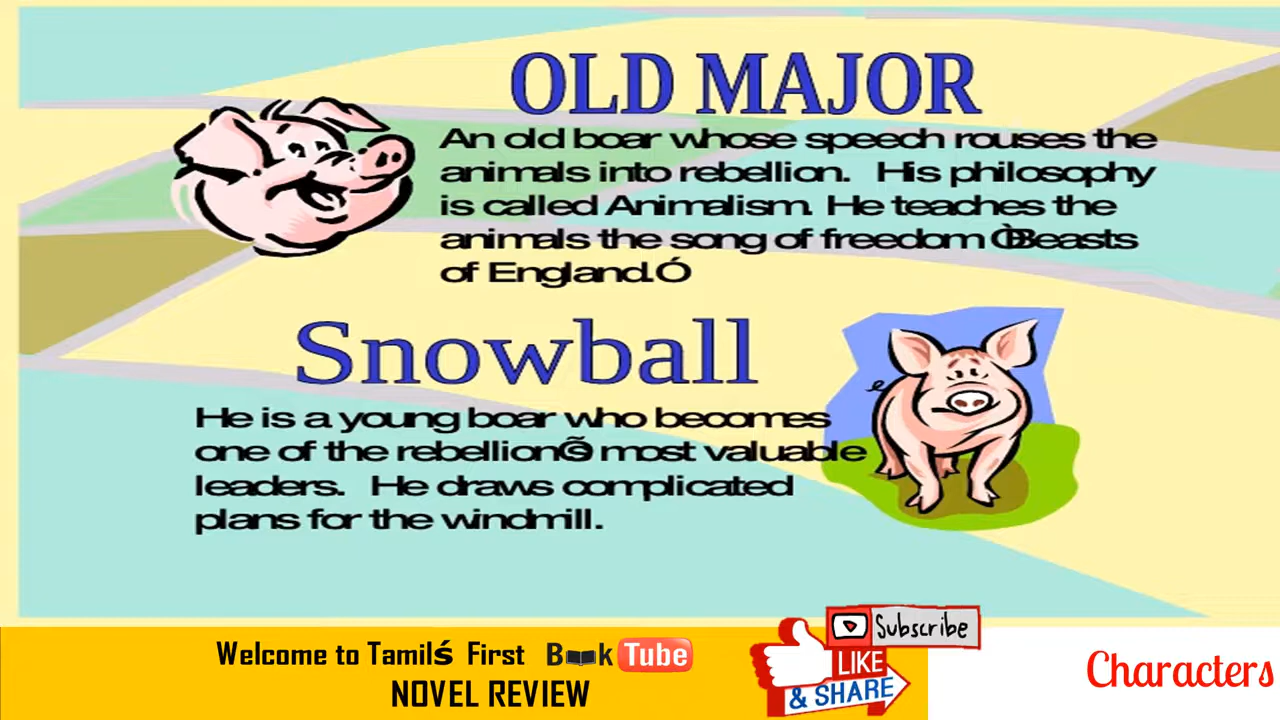 OLD MAJOR
An old boar whose speech rouses the
animals into rebellion. His philosophy
is called Animalism. He teaches the
animals the song of freedom ÒBeasts
of England.Ó
Snowball
He is a young boar who becomes
one of the rebellionÕs most valuable
leaders. He draws complicated
plans for the windmill.
Subscribe
Welcome to Tamilś First Book Tube
LIKE
& SHARE
NOVEL REVIEW
Characters